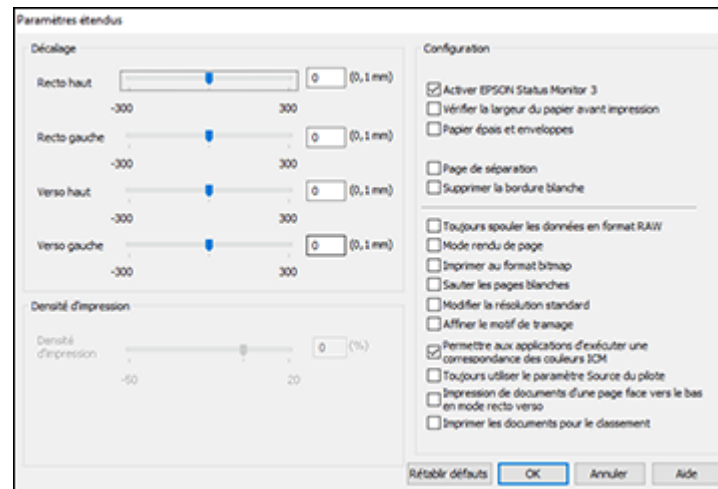 Paramètres étendus
Décalage
Recto haut
0 (0,1 mm)
-300 300
Recto gauche
0 (0,1 mm)
-300 300
Verso haut
0 (0,1 mm)
-300 300
Verso gauche
0 (0,1 mm)
-300 300
Densité d'impression
Densité
d'impression
0 (%)
-50 20
Configuration
Activer EPSON Status Monitor 3
Vérifier la largeur du papier avant impression
Papier épais et enveloppes
Page de séparation
Supprimer la bordure blanche
Toujours spouler les données en format RAW
Mode rendu de page
Imprimer au format bitmap
Sauter les pages blanches
Modifier la résolution standard
Affiner le motif de tramage
Permettre aux applications d'exécuter une
correspondance des couleurs ICM
Toujours utiliser le paramètre Source du pilote
Impression de documents d'une page face vers le bas
en mode recto verso
Imprimer les documents pour le classement
Rétablir défauts OK Annuler Aide